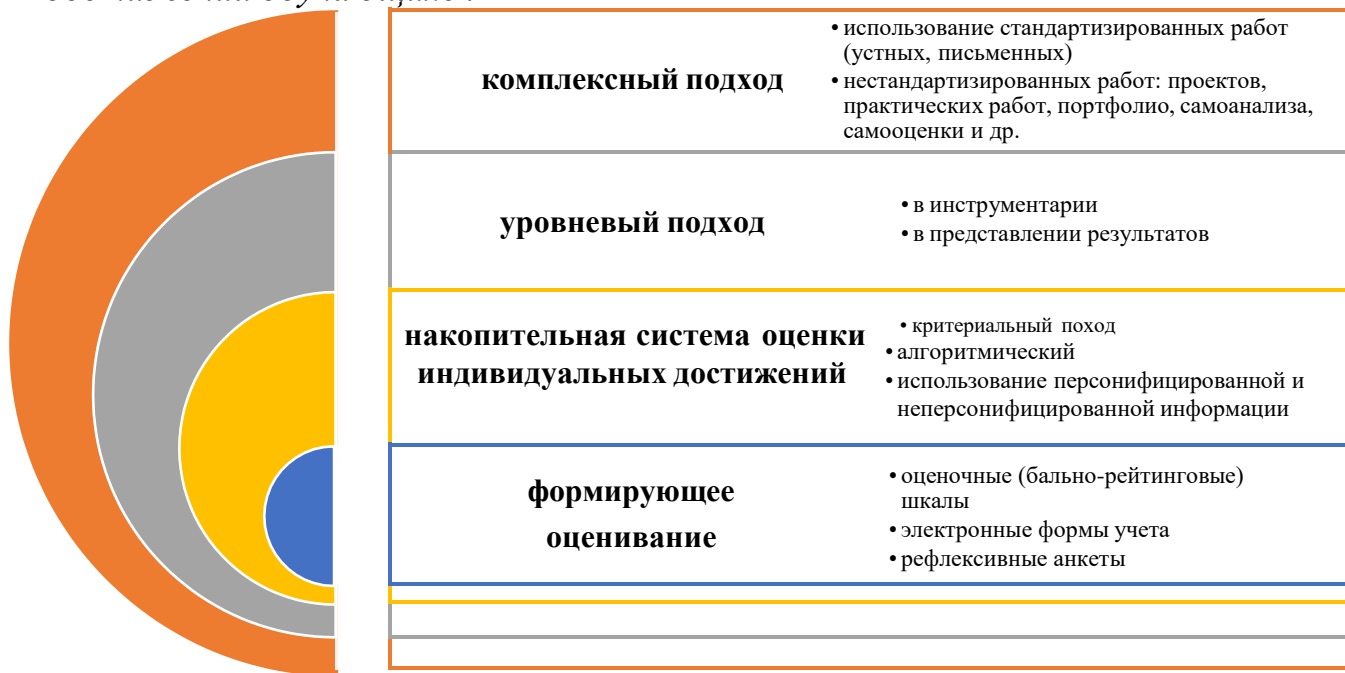 комплексный подход
• использование стандартизированных работ
(устных, письменных)
• нестандартизированных работ: проектов,
практических работ, портфолио, самоанализа,
самооценки и др.
уровневый подход
• в инструментарии
• в представлении результатов
накопительная система оценки
индивидуальных достижений
• критериальный поход
• алгоритмический
• использование персонифицированной и
неперсонифицированной информации
формирующее
оценивание
• оценочные (бально-рейтинговые)
шкалы
• электронные формы учета
• рефлексивные анкеты